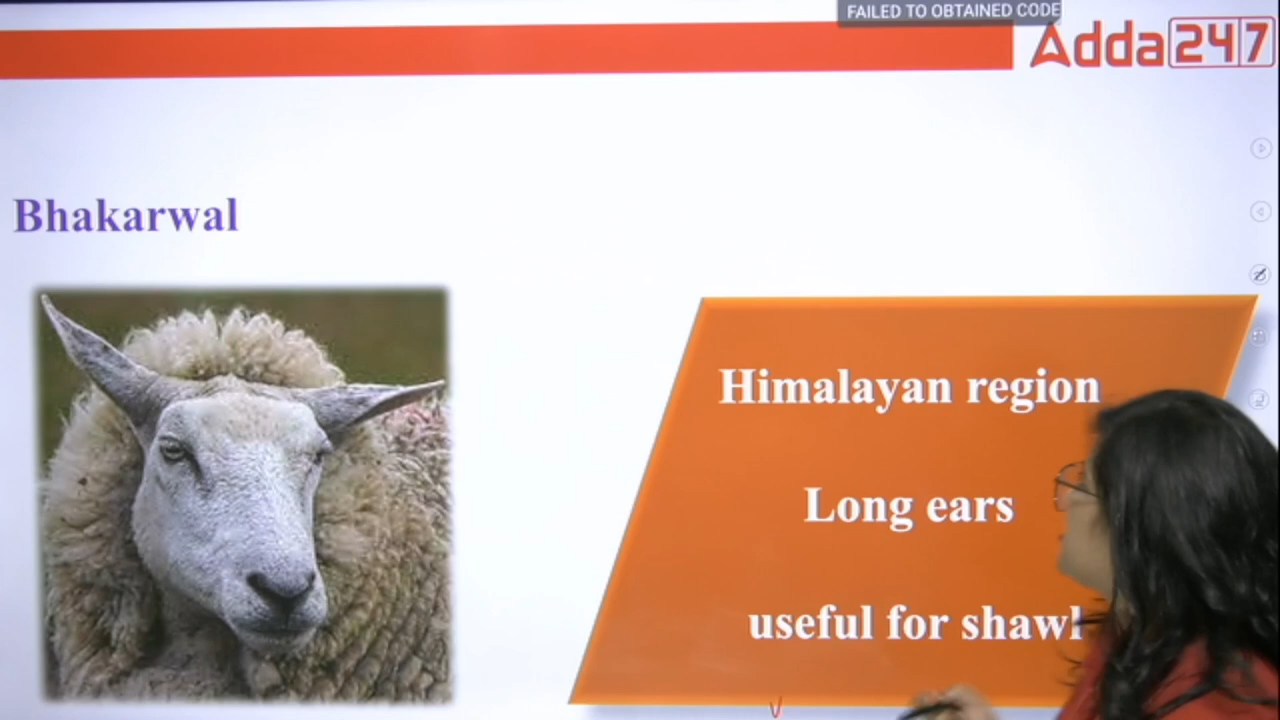 FAILED TO OBTAINED CODE
Adda247
Bhakarwal
Himalayan region
Long ears
useful for shawl